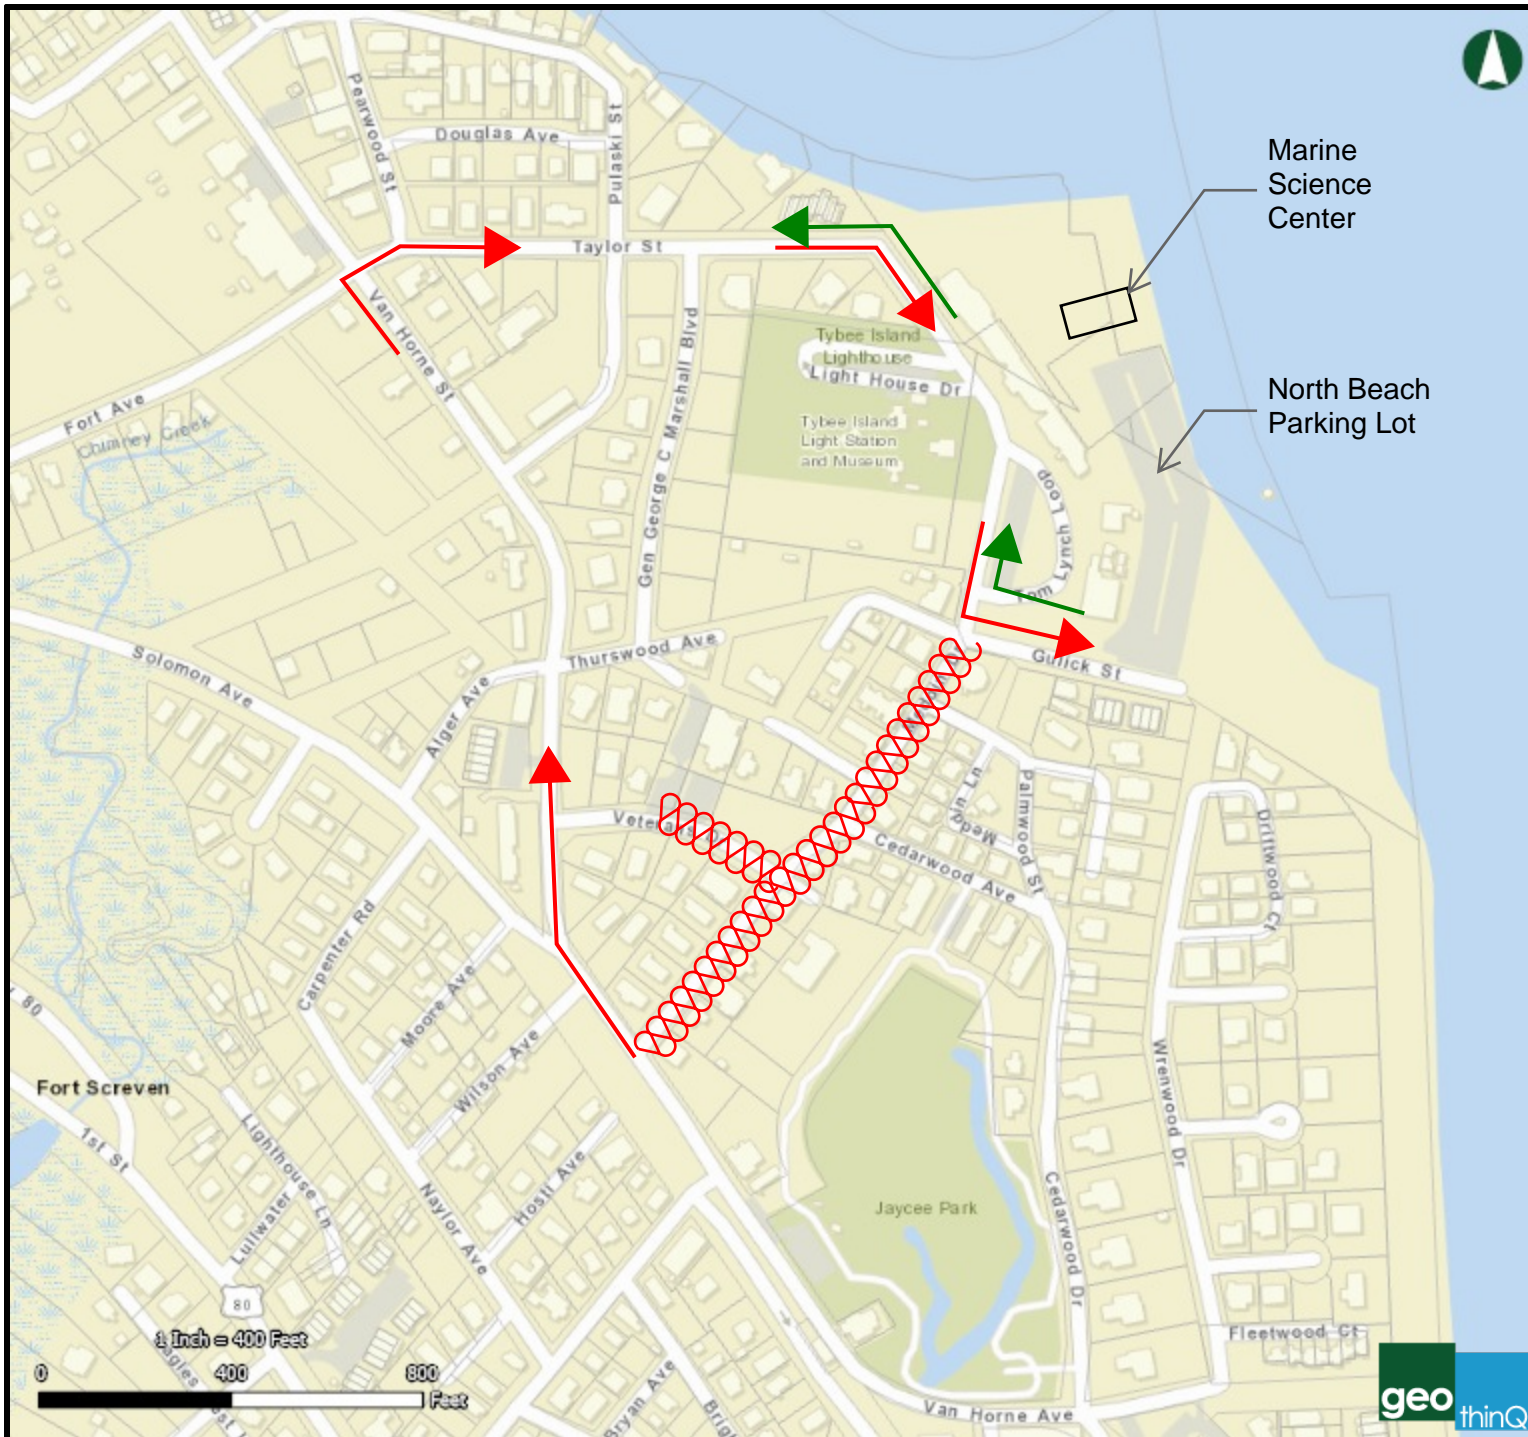 Marine
Science
Center
North Beach
Parking Lot
Pearwood St
Douglas Ave
Pulaski St
Taylor St
Van Horne St
Fort Ave
Chimney Creek
Gen George C Marshall Blvd
Tybee Island
Lighthouse
Light House Dr
Tybee Island
Light Station
and Museum
Tom Lynch Loop
Gulick St
Thurswood Ave
Solomon Ave
Alger Ave
Medgin Ln
Palmwood St
Cedarwood Ave
Driftwood Ct
Carpenter Rd
Moore Ave
Wilson Ave
Wrenwood Dr
80
Fort Screven
1st St
Lighthouse Ln
Lullwater
Naylor Ave
Hosti Ave
Jaycee Park
Cedarwood Dr
80
1 Inch = 400 Feet
0
400
800
Feet
Bryan Ave
Van Horne Ave
Fleetwood Ct
geo
thinQ